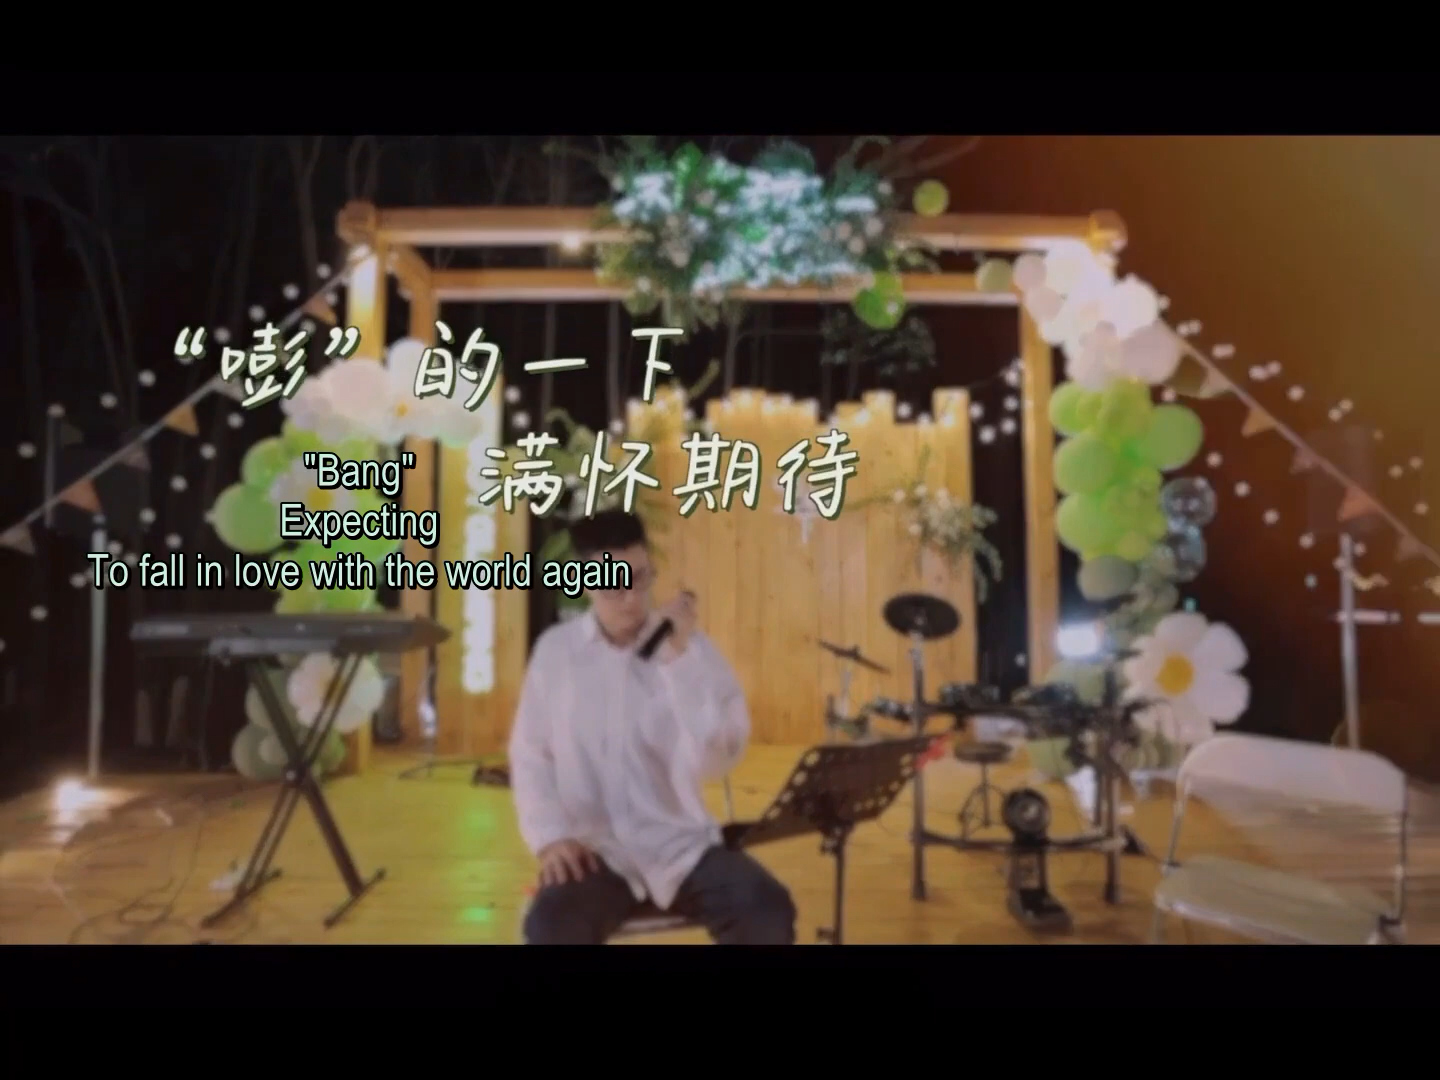 “嘭”的一下
满怀期待
"Bang"
Expecting
To fall in love with the world again